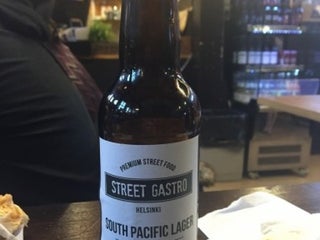 PREMIUM STREET FOOD
STREET GASTRO
HELSINKI
SOUTH PACIFIC LAGER